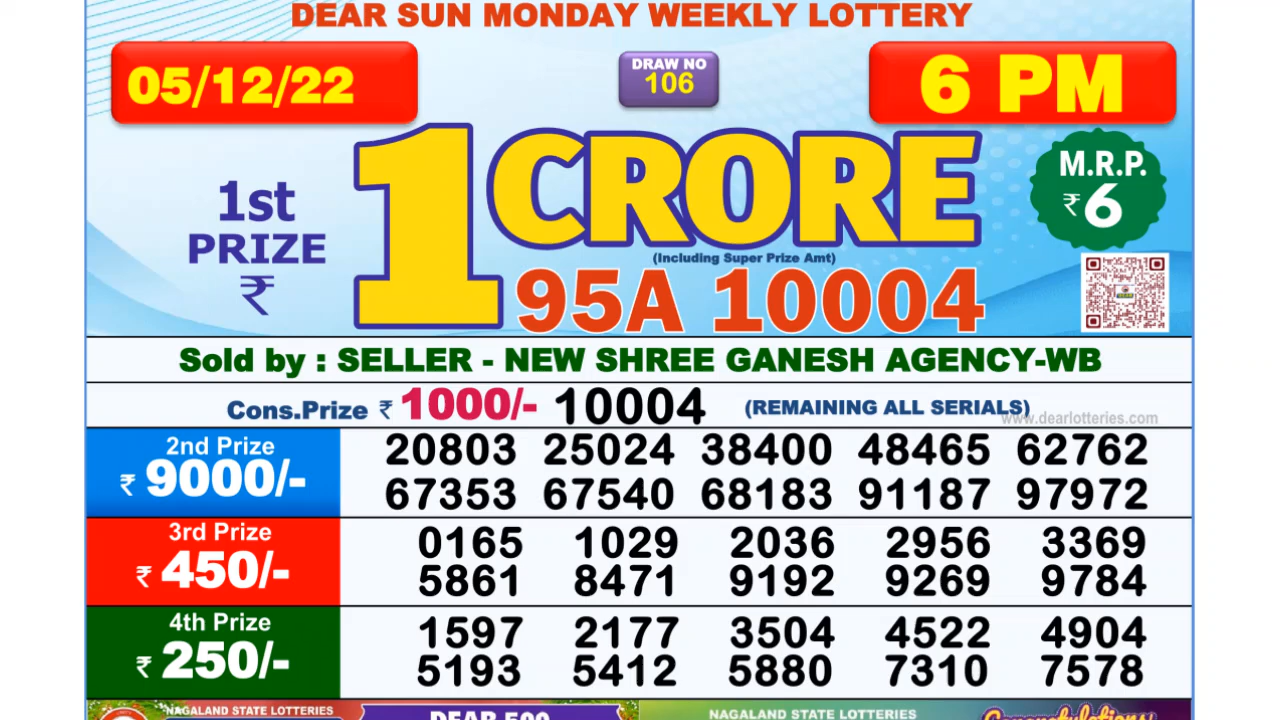 DEAR SUN MONDAY WEEKLY LOTTERY
05/12/22
DRAW NO
106
6 PM
1st
PRIZE
₹
1 CRORE
(Including Super Prize Amt)
95A 10004
M.R.P.
₹6
Sold by : SELLER - NEW SHREE GANESH AGENCY-WB
Cons.Prize ₹ 1000/- 10004 (REMAINING ALL SERIALS)
www.dearlotteries.com
2nd Prize
₹ 9000/-
20803 25024 38400 48465 62762
67353 67540 68183 91187 97972
3rd Prize
₹ 450/-
0165 1029 2036 2956 3369
5861 8471 9192 9269 9784
4th Prize
₹ 250/-
1597 2177 3504 4522 4904
5193 5412 5880 7310 7578
NAGALAND STATE LOTTERIES
DEAR 500
NAGALAND STATE LOTTERIES
Congratulations!